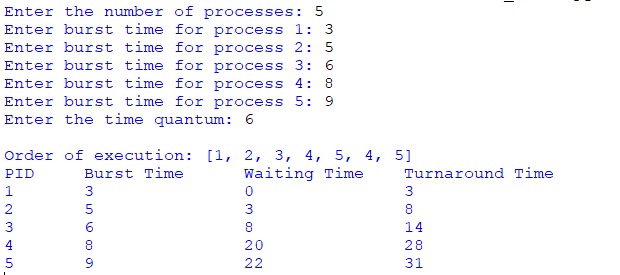 Enter the number of processes: 5
Enter burst time for process 1: 3
Enter burst time for process 2: 5
Enter burst time for process 3: 6
Enter burst time for process 4: 8
Enter burst time for process 5: 9
Enter the time quantum: 6
Order of execution: [1, 2, 3, 4, 5, 4, 5]
PID Burst Time Waiting Time Turnaround Time
1 3 0 3
2 5 3 8
3 6 8 14
4 8 20 28
5 9 22 31